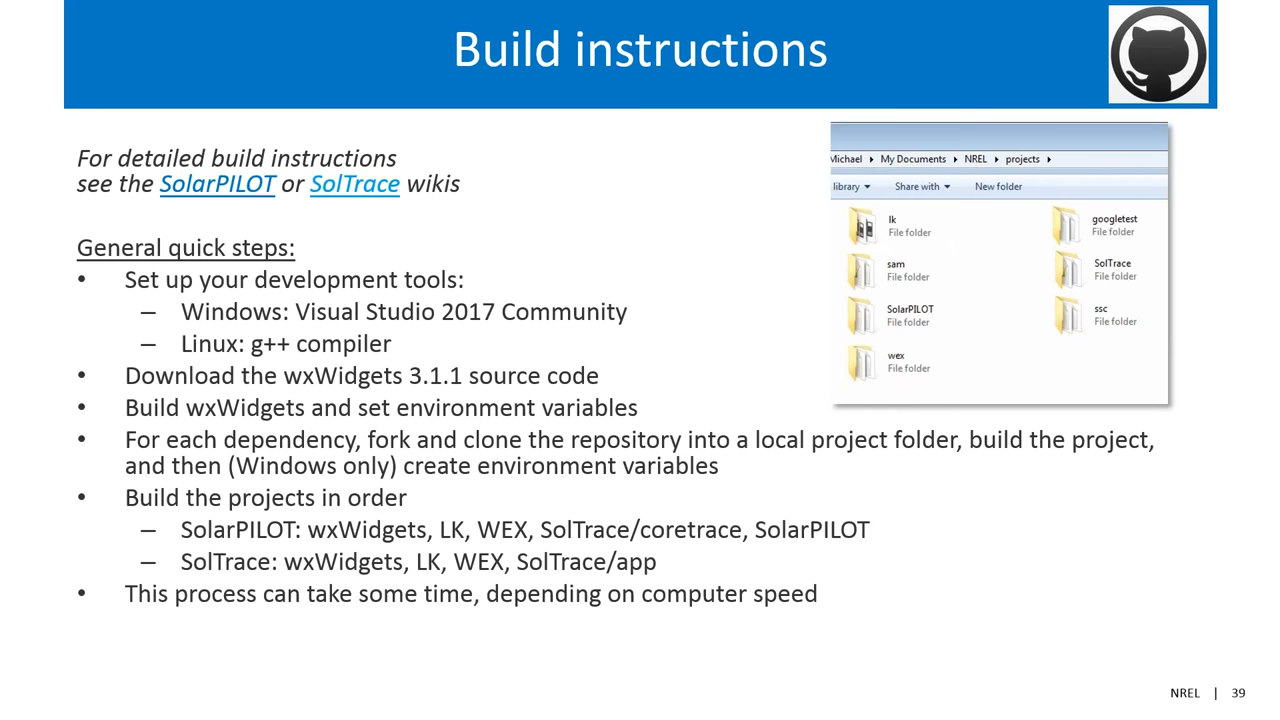 Build instructions
For detailed build instructions
see the SolarPILOT or SolTrace wikis
General quick steps:
• Set up your development tools:
– Windows: Visual Studio 2017 Community
– Linux: g++ compiler
• Download the wxWidgets 3.1.1 source code
• Build wxWidgets and set environment variables
• For each dependency, fork and clone the repository into a local project folder, build the project,
and then (Windows only) create environment variables
• Build the projects in order
– SolarPILOT: wxWidgets, LK, WEX, SolTrace/coretrace, SolarPILOT
– SolTrace: wxWidgets, LK, WEX, SolTrace/app
• This process can take some time, depending on computer speed
Michael ▸ My Documents ▸ NREL ▸ projects ▸
library ▾ Share with ▾ New folder
lk
File folder
googletest
File folder
sam
File folder
SolTrace
File folder
SolarPILOT
File folder
ssc
File folder
wex
File folder
NREL | 39